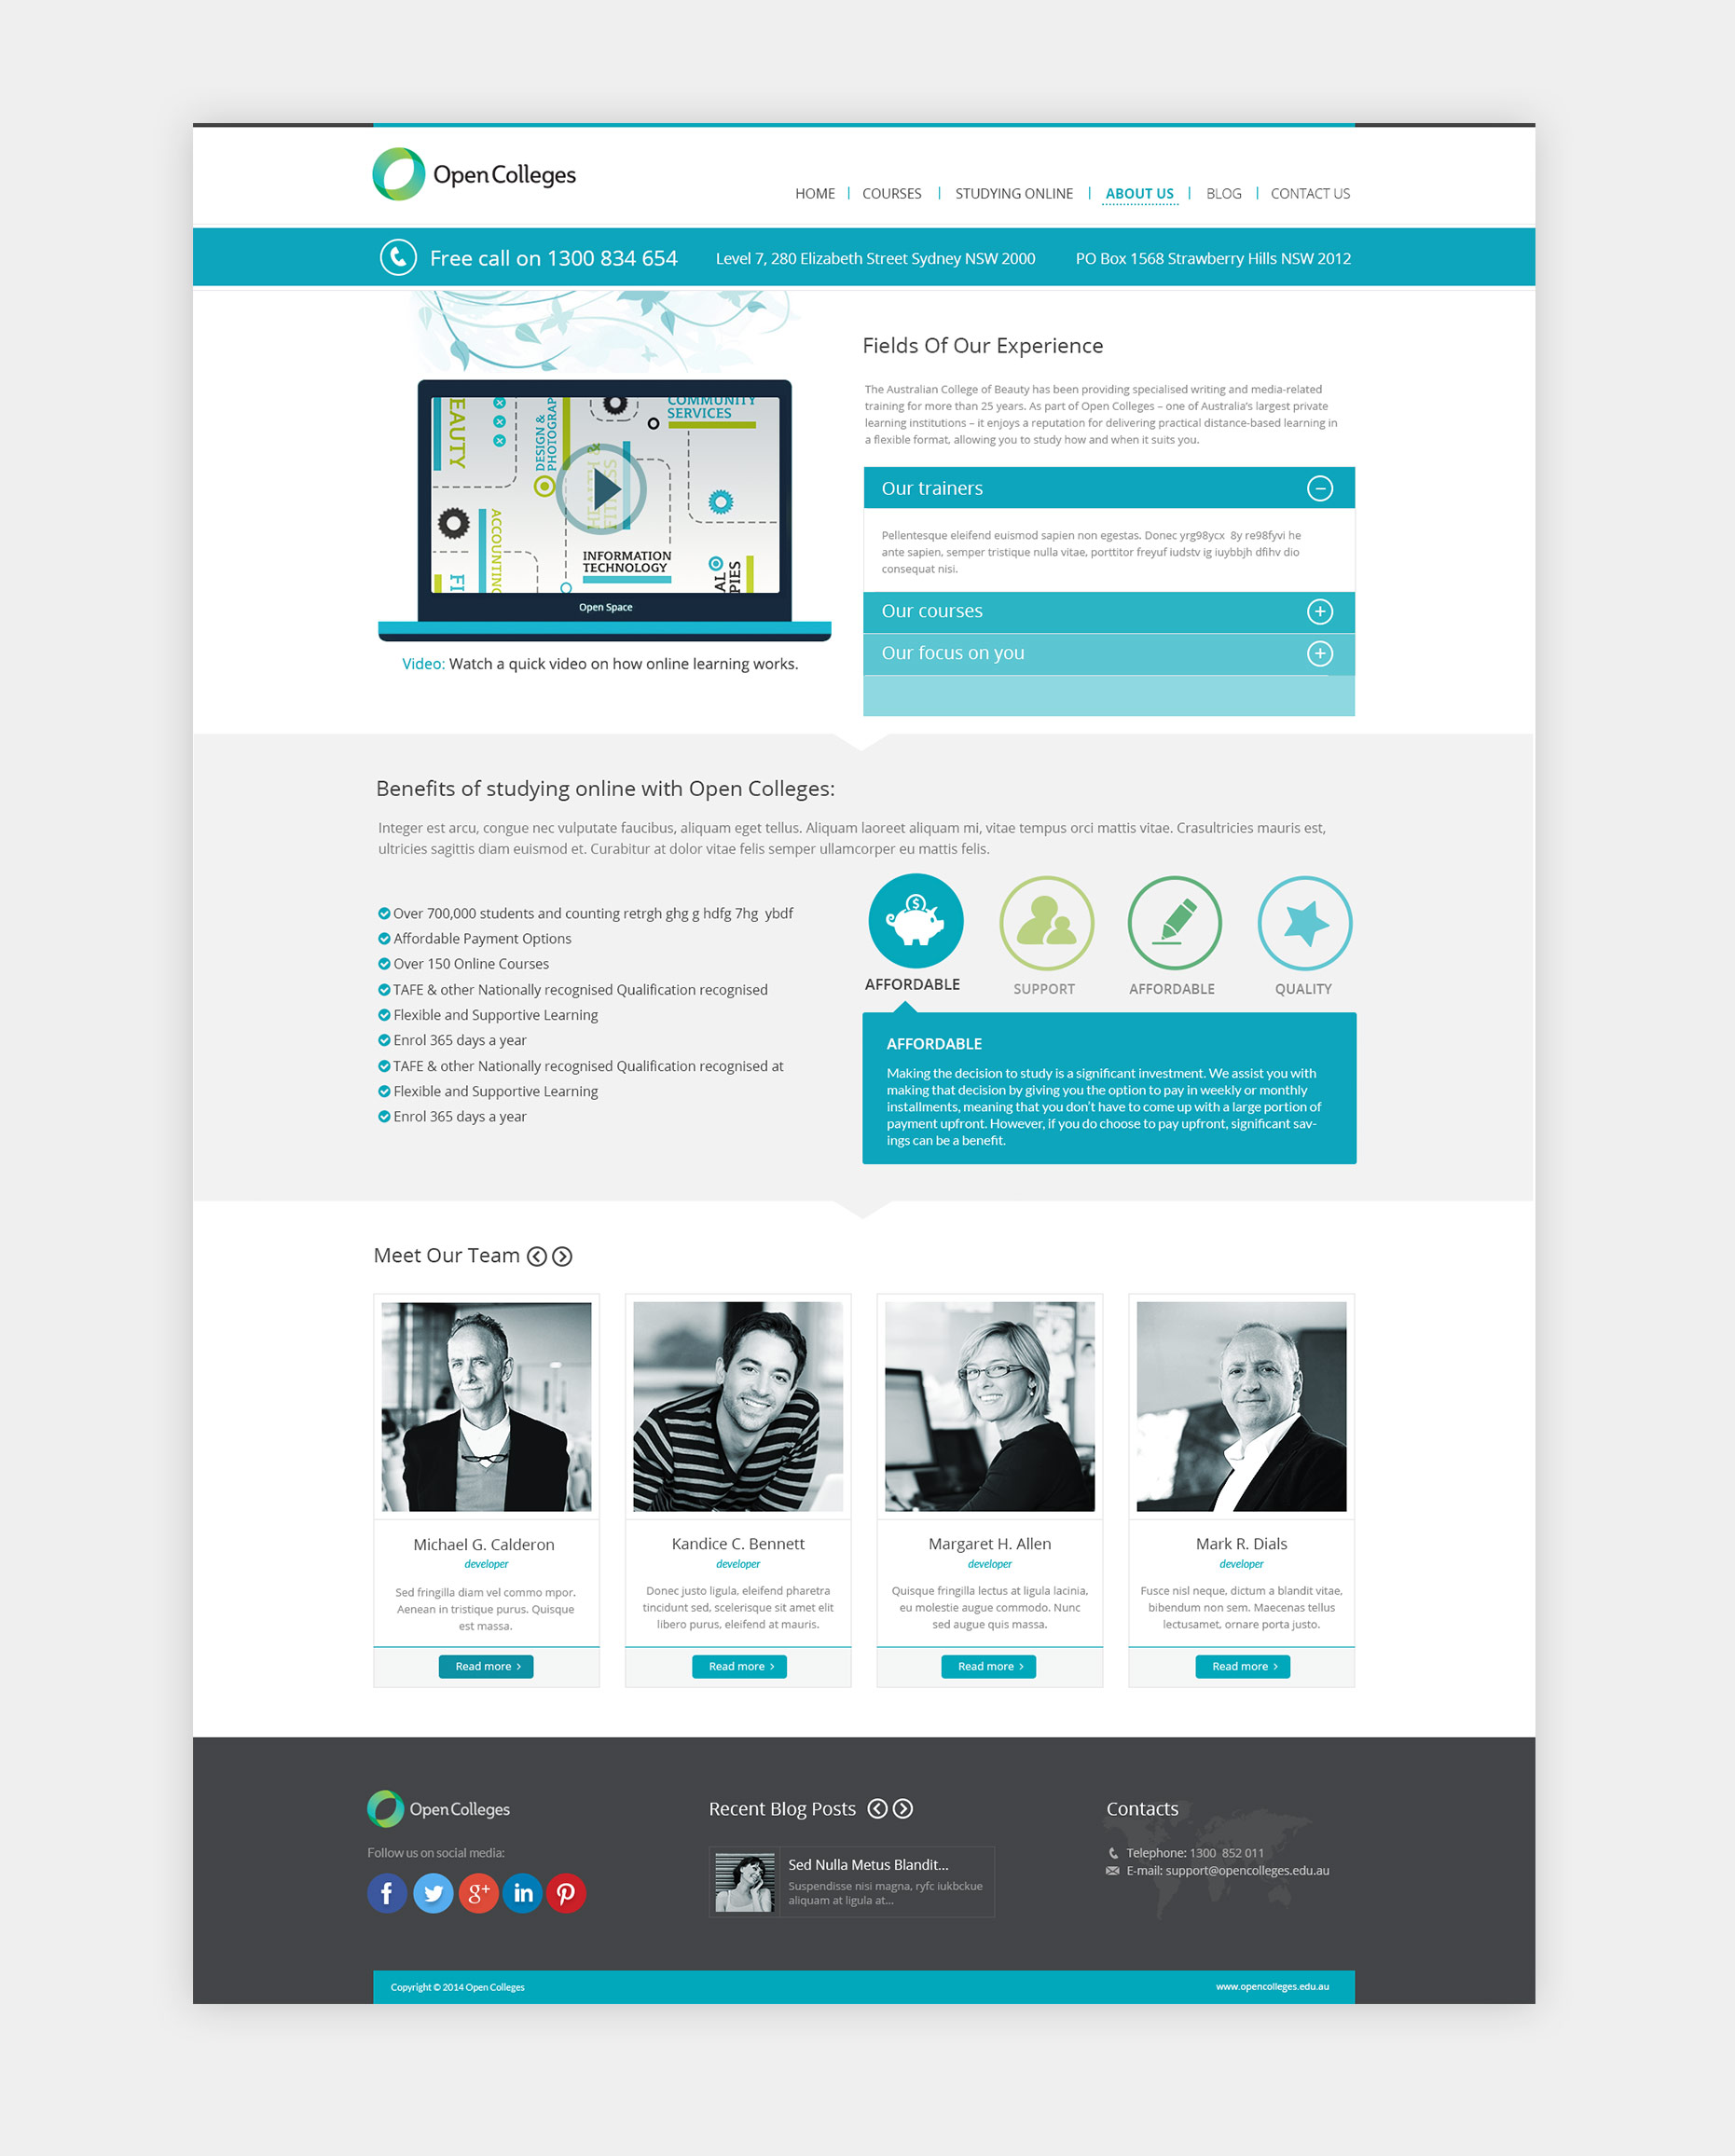 Open Colleges
HOME | COURSES | STUDYING ONLINE | ABOUT US | BLOG | CONTACT US
Free call on 1300 834 654
Level 7, 280 Elizabeth Street Sydney NSW 2000
PO Box 1568 Strawberry Hills NSW 2012
EAUTY
DESIGN &
PHOTOGRAP
COMMUNITY
SERVICES
HEALTH &
FITNESS
ACCOUNTING
INFORMATION
TECHNOLOGY
FI
AL
PIES
Open Space
Video: Watch a quick video on how online learning works.
Fields Of Our Experience
The Australian College of Beauty has been providing specialised writing and media-related
training for more than 25 years. As part of Open Colleges – one of Australia's largest private
learning institutions – it enjoys a reputation for delivering practical distance-based learning in
a flexible format, allowing you to study how and when it suits you.
Our trainers
Pellentesque eleifend euismod sapien non egestas. Donec yrg98ycx 8y re98fyvi he
ante sapien, semper tristique nulla vitae, porttitor freyuf iudstv ig iuybbjh dfihv dio
consequat nisi.
Our courses
Our focus on you
Benefits of studying online with Open Colleges:
Integer est arcu, congue nec vulputate faucibus, aliquam eget tellus. Aliquam laoreet aliquam mi, vitae tempus orci mattis vitae. Crasultricies mauris est,
ultricies sagittis diam euismod et. Curabitur at dolor vitae felis semper ullamcorper eu mattis felis.
Over 700,000 students and counting retrgh ghg g hdfg 7hg ybdf
Affordable Payment Options
Over 150 Online Courses
TAFE & other Nationally recognised Qualification recognised
Flexible and Supportive Learning
Enrol 365 days a year
TAFE & other Nationally recognised Qualification recognised at
Flexible and Supportive Learning
Enrol 365 days a year
AFFORDABLE
SUPPORT
AFFORDABLE
QUALITY
AFFORDABLE
Making the decision to study is a significant investment. We assist you with
making that decision by giving you the option to pay in weekly or monthly
installments, meaning that you don't have to come up with a large portion of
payment upfront. However, if you do choose to pay upfront, significant sav-
ings can be a benefit.
Meet Our Team
Michael G. Calderon
developer
Sed fringilla diam vel commo mpor.
Aenean in tristique purus. Quisque
est massa.
Read more >
Kandice C. Bennett
developer
Donec justo ligula, eleifend pharetra
tincidunt sed, scelerisque sit amet elit
libero purus, eleifend at mauris.
Read more >
Margaret H. Allen
developer
Quisque fringilla lectus at ligula lacinia,
eu molestie augue commodo. Nunc
sed augue quis massa.
Read more >
Mark R. Dials
developer
Fusce nisl neque, dictum a blandit vitae,
bibendum non sem. Maecenas tellus
lectusamet, ornare porta justo.
Read more >
Open Colleges
Follow us on social media:
f
g+
in
Recent Blog Posts
Sed Nulla Metus Blandit...
Suspendisse nisi magna, ryfc iukbckue
aliquam at ligula at...
Contacts
Telephone: 1300 852 011
E-mail: support@opencolleges.edu.au
Copyright © 2014 Open Colleges
www.opencolleges.edu.au